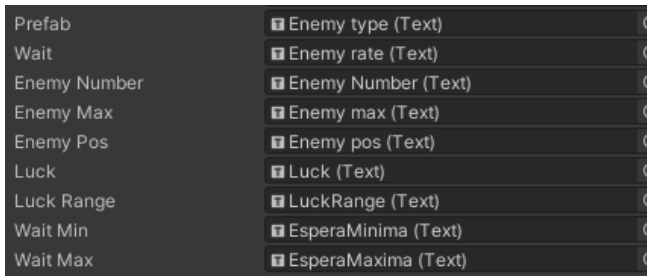 Prefab Enemy type (Text)
Wait Enemy rate (Text)
Enemy Number Enemy Number (Text)
Enemy Max Enemy max (Text)
Enemy Pos Enemy pos (Text)
Luck Luck (Text)
Luck Range LuckRange (Text)
Wait Min EsperaMinima (Text)
Wait Max EsperaMaxima (Text)